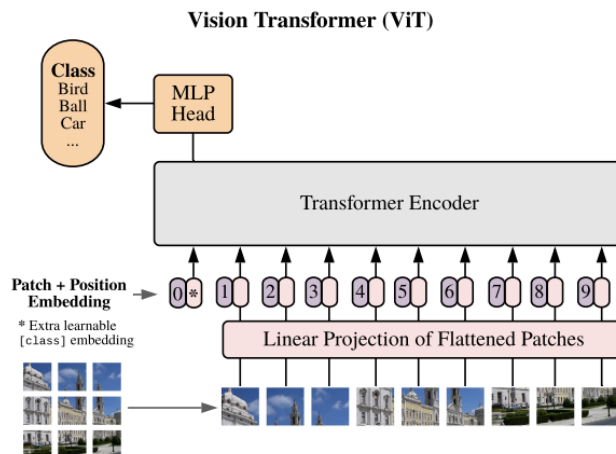 Vision Transformer (ViT)
Class
Bird
Ball
Car
...
MLP
Head
Transformer Encoder
Patch + Position
Embedding
0 * 1 2 3 4 5 6 7 8 9
* Extra learnable
[class] embedding
Linear Projection of Flattened Patches